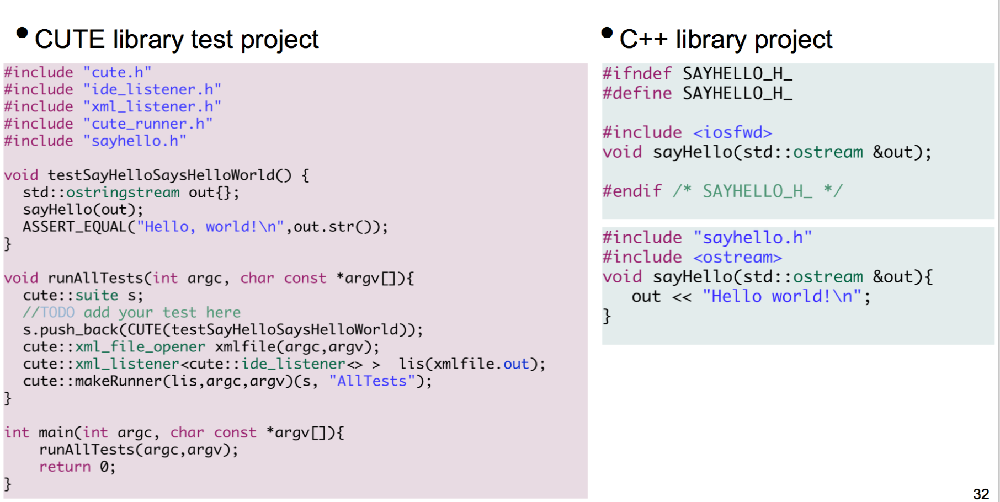 • CUTE library test project
#include "cute.h"
#include "ide_listener.h"
#include "xml_listener.h"
#include "cute_runner.h"
#include "sayhello.h"

void testSayHelloSaysHelloWorld() {
  std::ostringstream out{};
  sayHello(out);
  ASSERT_EQUAL("Hello, world!\n",out.str());
}

void runAllTests(int argc, char const *argv[]){
  cute::suite s;
  //TODO add your test here
  s.push_back(CUTE(testSayHelloSaysHelloWorld));
  cute::xml_file_opener xmlfile(argc,argv);
  cute::xml_listener<cute::ide_listener<> >  lis(xmlfile.out);
  cute::makeRunner(lis,argc,argv)(s, "AllTests");
}

int main(int argc, char const *argv[]){
    runAllTests(argc,argv);
    return 0;
}
• C++ library project
#ifndef SAYHELLO_H_
#define SAYHELLO_H_

#include <iosfwd>
void sayHello(std::ostream &out);

#endif /* SAYHELLO_H_ */

#include "sayhello.h"
#include <ostream>
void sayHello(std::ostream &out){
   out << "Hello world!\n";
}
32